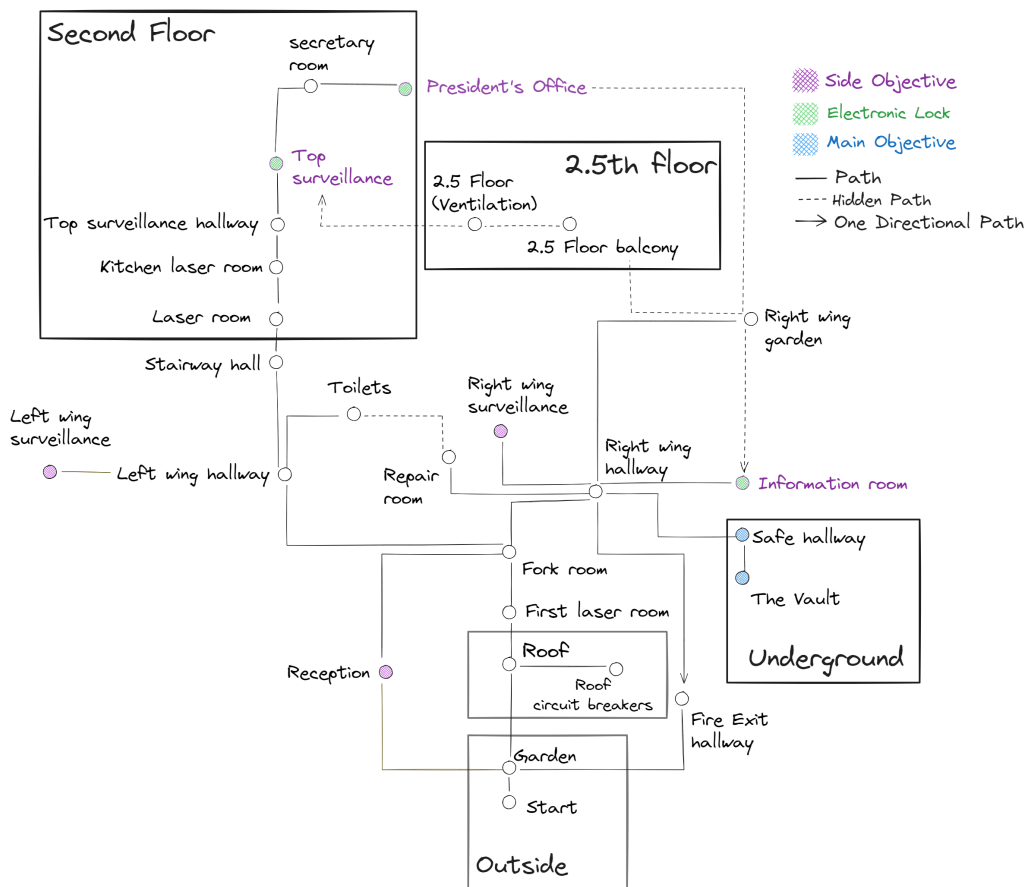 Second Floor
secretary
room
President's Office
Side Objective
Electronic Lock
Main Objective
Path
Hidden Path
One Directional Path
Top
surveillance
2.5th floor
2.5 Floor
(Ventilation)
2.5 Floor balcony
Top surveillance hallway
Kitchen laser room
Laser room
Right wing
garden
Stairway hall
Toilets
Right wing
surveillance
Left wing
surveillance
Left wing hallway
Repair
room
Right wing
hallway
Information room
Safe hallway
The Vault
Underground
Fork room
First laser room
Roof
Roof
circuit breakers
Reception
Fire Exit
hallway
Garden
Start
Outside